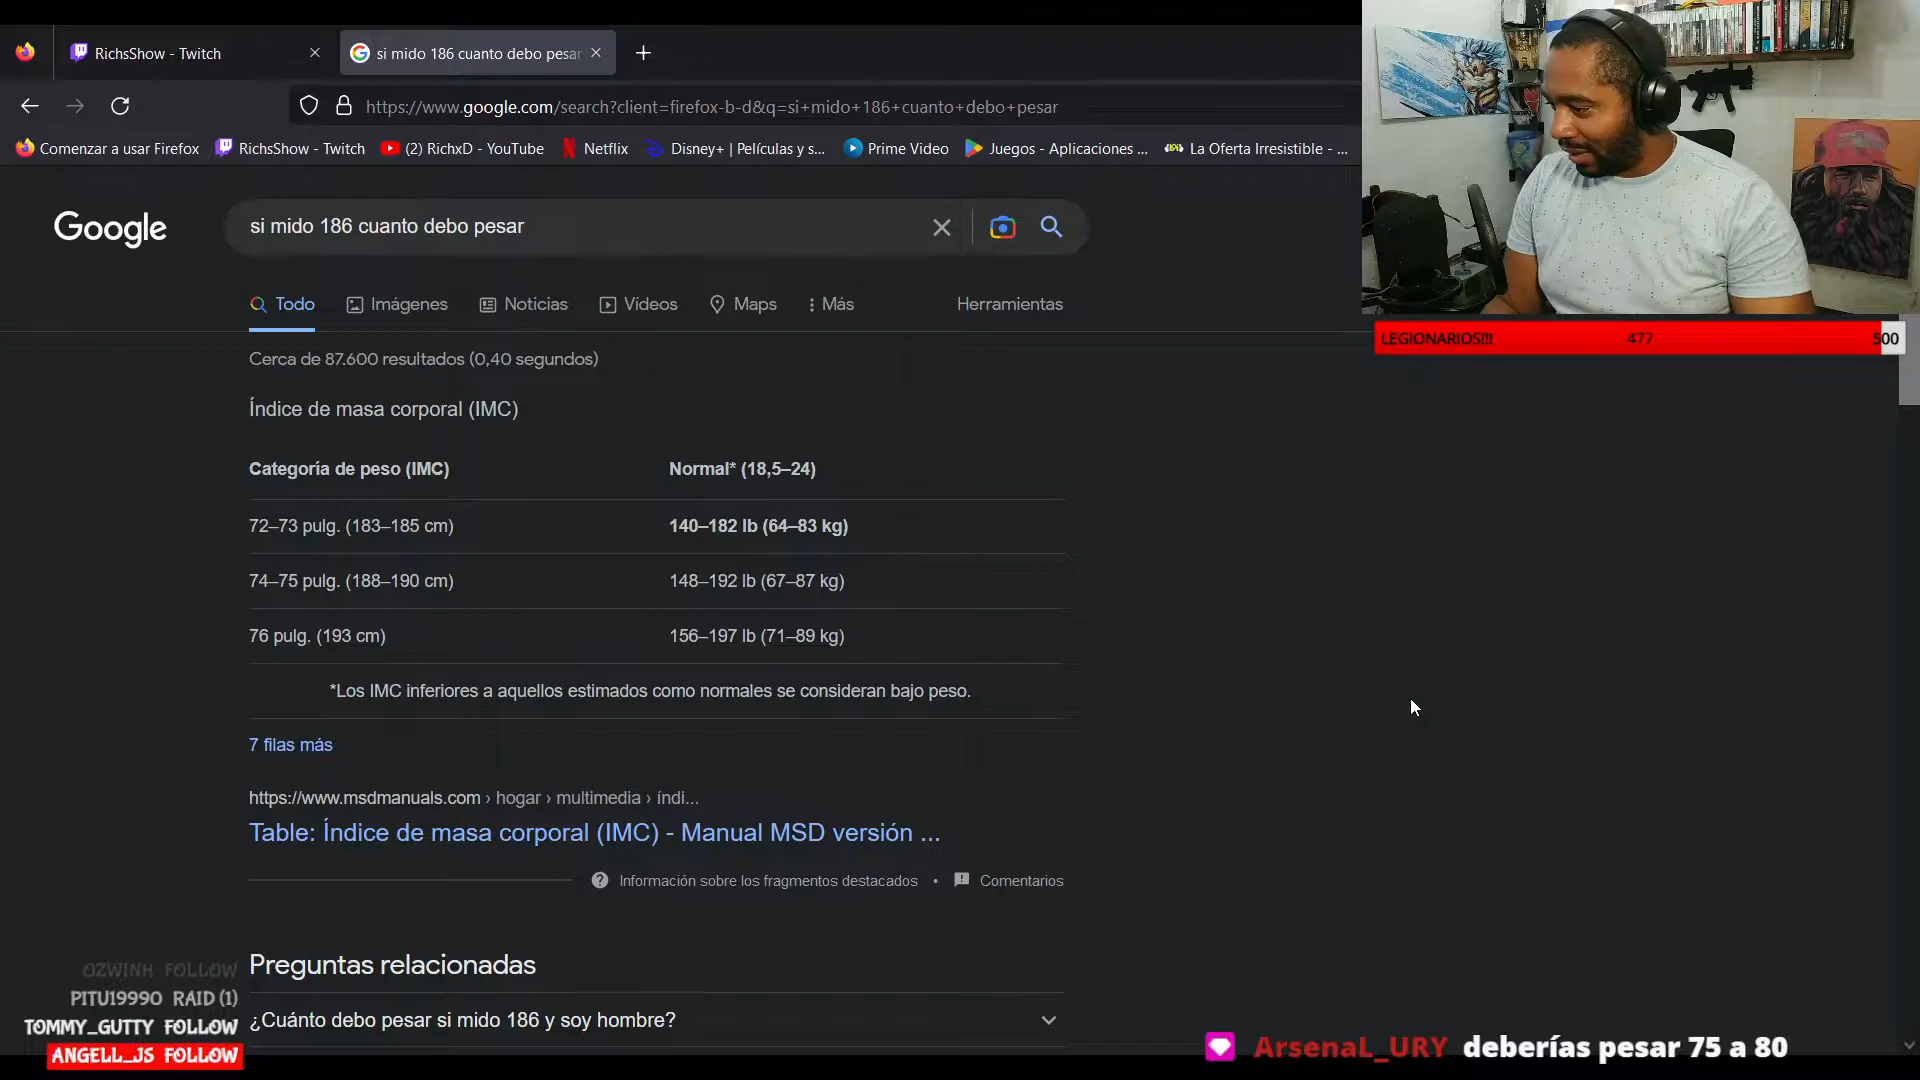 RichsShow - Twitch
si mido 186 cuanto debo pesar
https://www.google.com/search?client=firefox-b-d&q=si+mido+186+cuanto+debo+pesar
Comenzar a usar Firefox
RichsShow - Twitch
(2) RichxD - YouTube
Netflix
Disney+ | Películas y s...
Prime Video
Juegos - Aplicaciones ...
La Oferta Irresistible - ...
Google
si mido 186 cuanto debo pesar
Todo
Imágenes
Noticias
Vídeos
Maps
Más
Herramientas
LEGIONARIOS!!! 477 500
Cerca de 87.600 resultados (0,40 segundos)
Índice de masa corporal (IMC)
Categoría de peso (IMC) Normal* (18,5–24)
72–73 pulg. (183–185 cm) 140–182 lb (64–83 kg)
74–75 pulg. (188–190 cm) 148–192 lb (67–87 kg)
76 pulg. (193 cm) 156–197 lb (71–89 kg)
*Los IMC inferiores a aquellos estimados como normales se consideran bajo peso.
7 filas más
https://www.msdmanuals.com › hogar › multimedia › índi...
Table: Índice de masa corporal (IMC) - Manual MSD versión ...
Información sobre los fragmentos destacados • Comentarios
Preguntas relacionadas
¿Cuánto debo pesar si mido 186 y soy hombre?
OZWINH FOLLOW
PITU19990 RAID (1)
TOMMY_GUTTY FOLLOW
ANGELL_JS FOLLOW
ArsenaL_URY deberías pesar 75 a 80